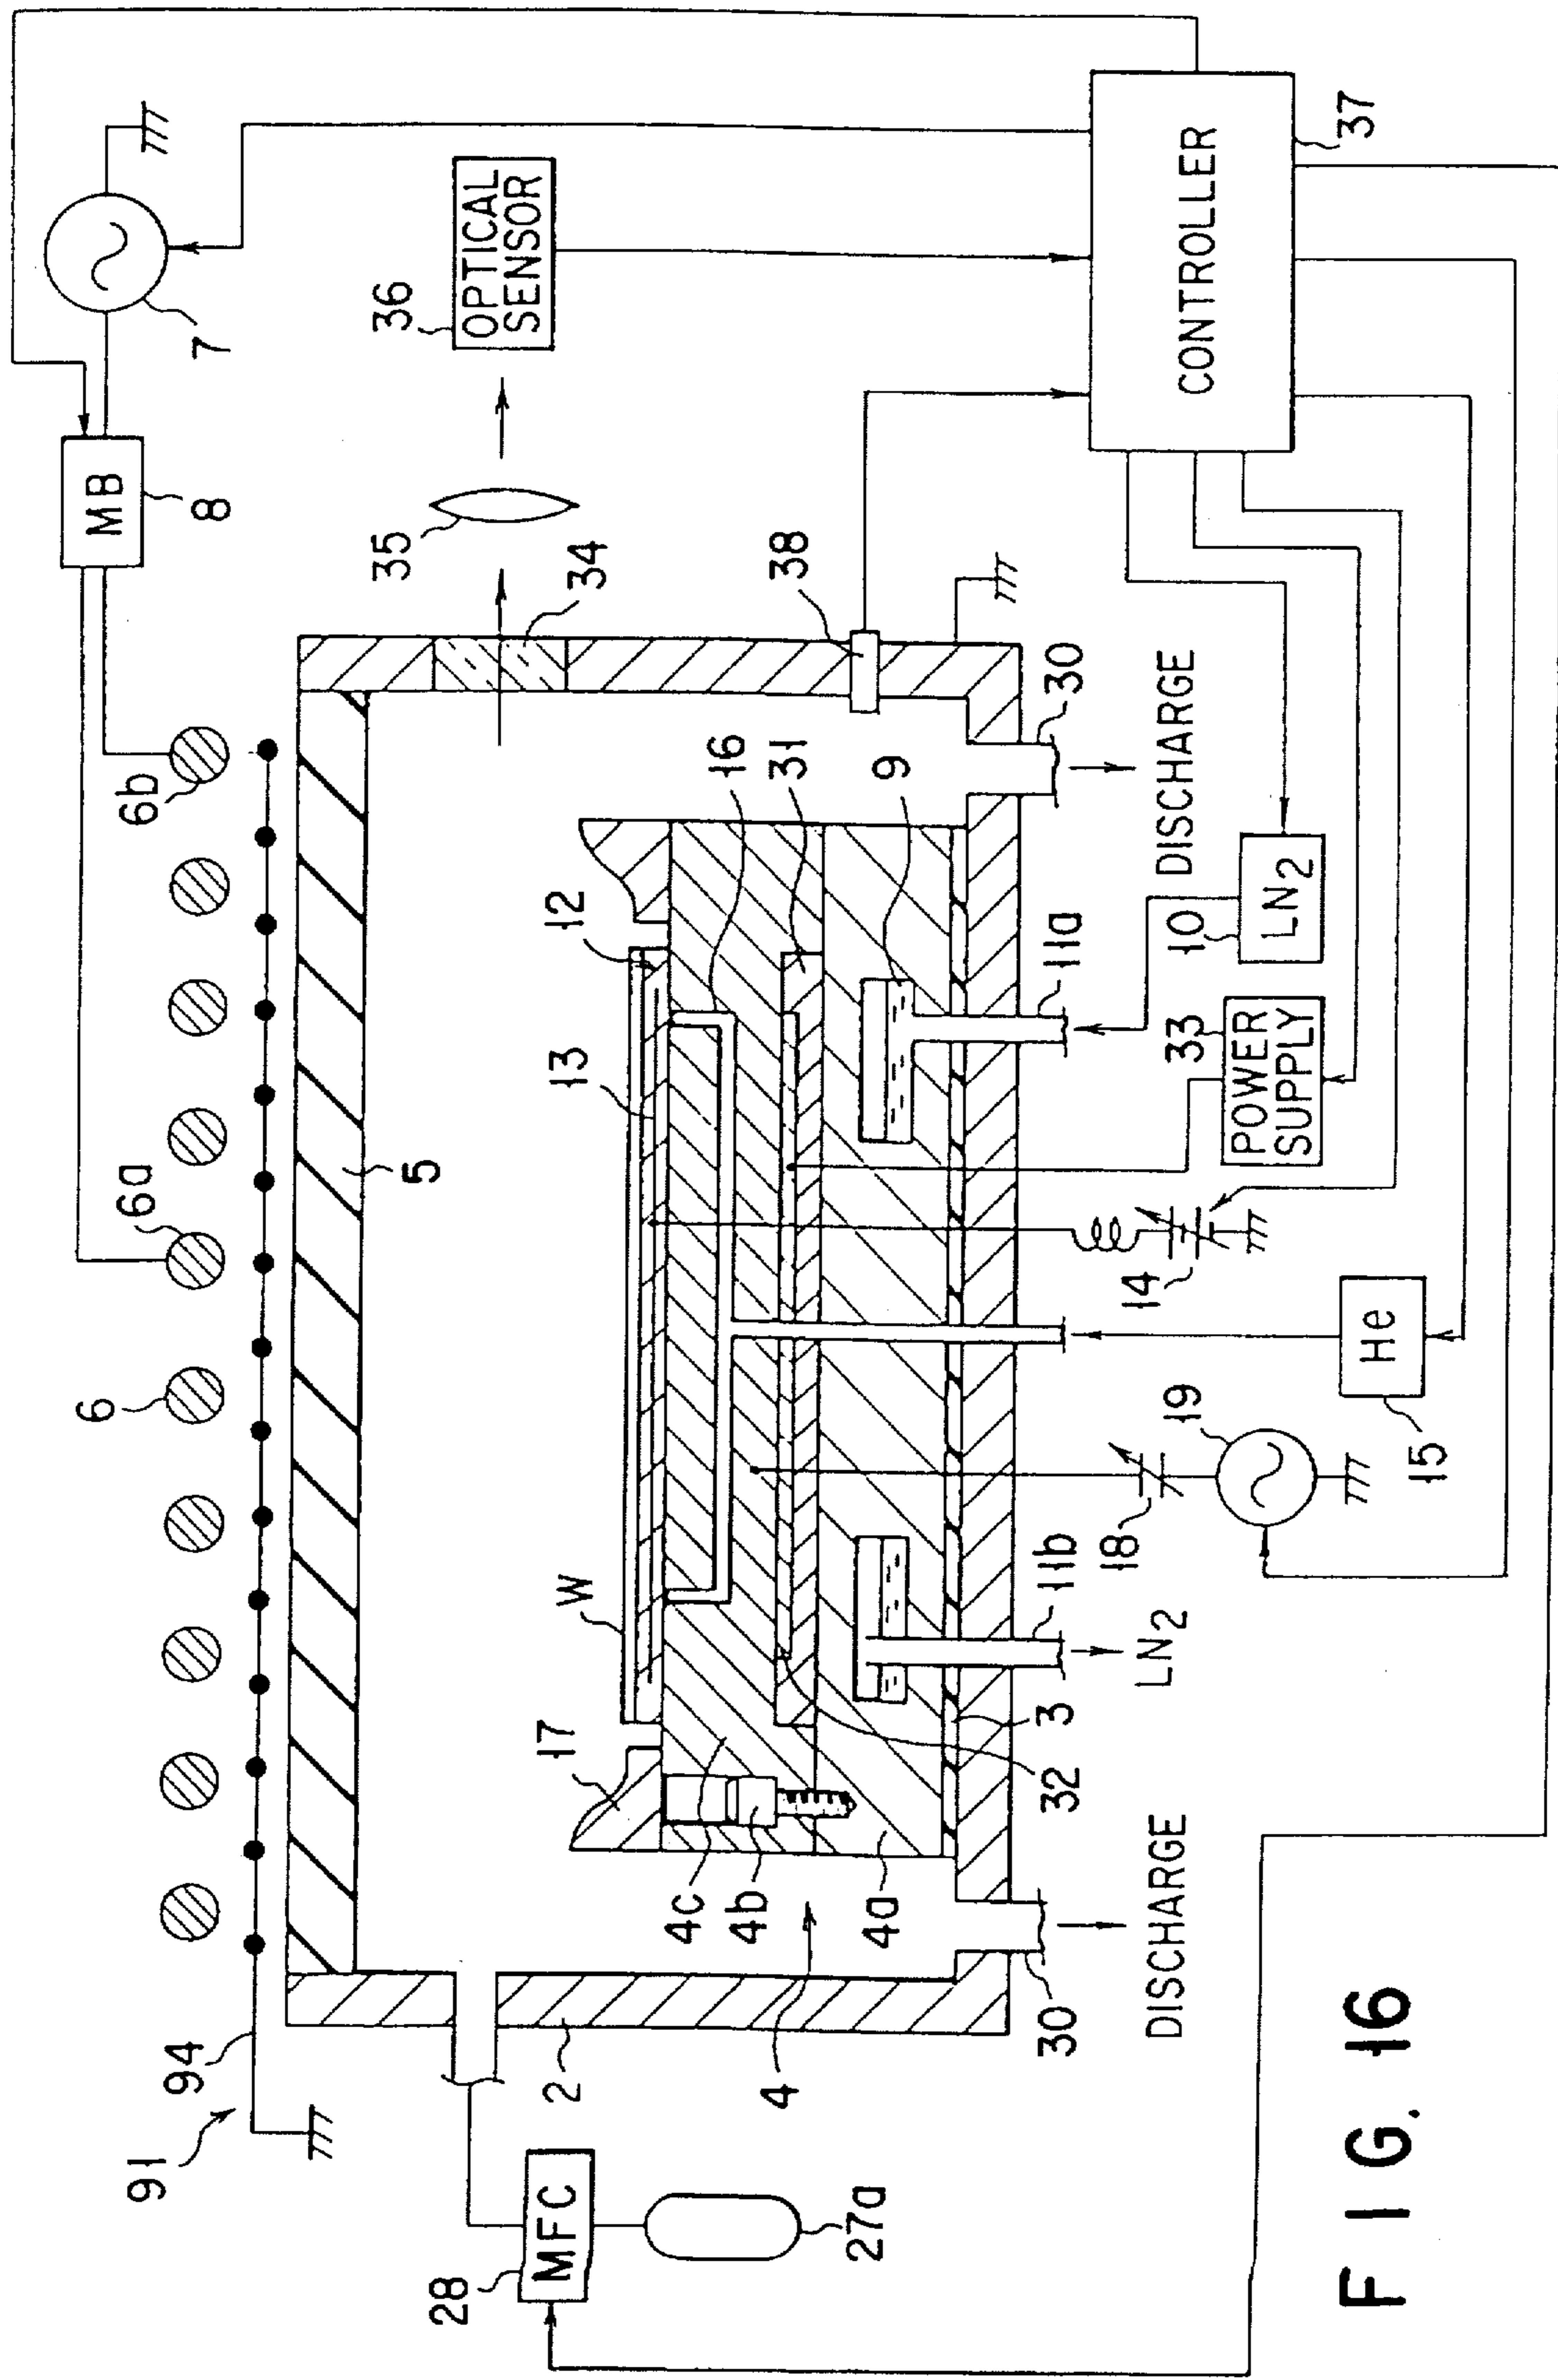 91
94
6
6a
6b
MB
8
7
5
35
34
36
OPTICAL
SENSOR
28
MFC
27a
2
17
W
13
12
16
31
9
38
4
4c
4b
4a
32
3
30
DISCHARGE
11b
LN2
18
19
15
He
14
33
POWER
SUPPLY
11a
10
LN2
30
DISCHARGE
CONTROLLER
37
FIG. 16